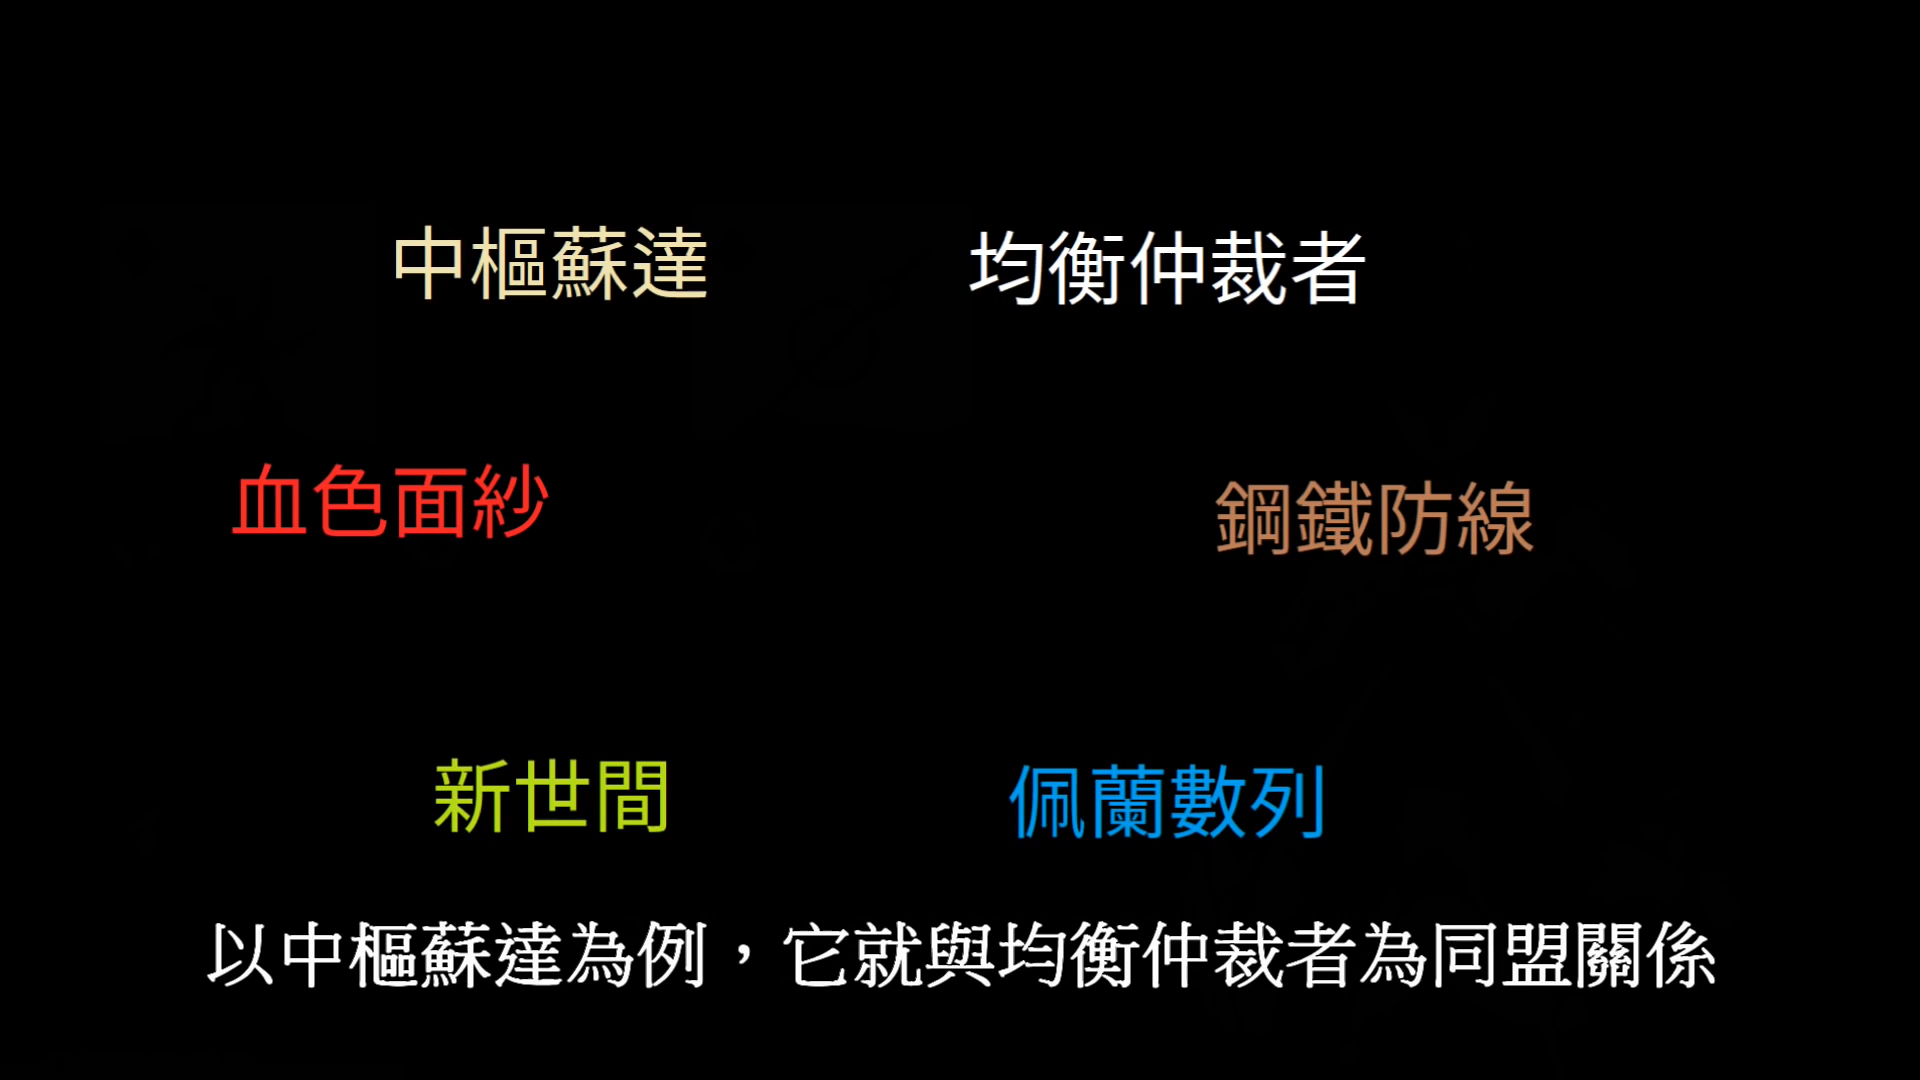 中樞蘇達
均衡仲裁者
血色面紗
鋼鐵防線
新世間
佩蘭數列
以中樞蘇達為例，它就與均衡仲裁者為同盟關係